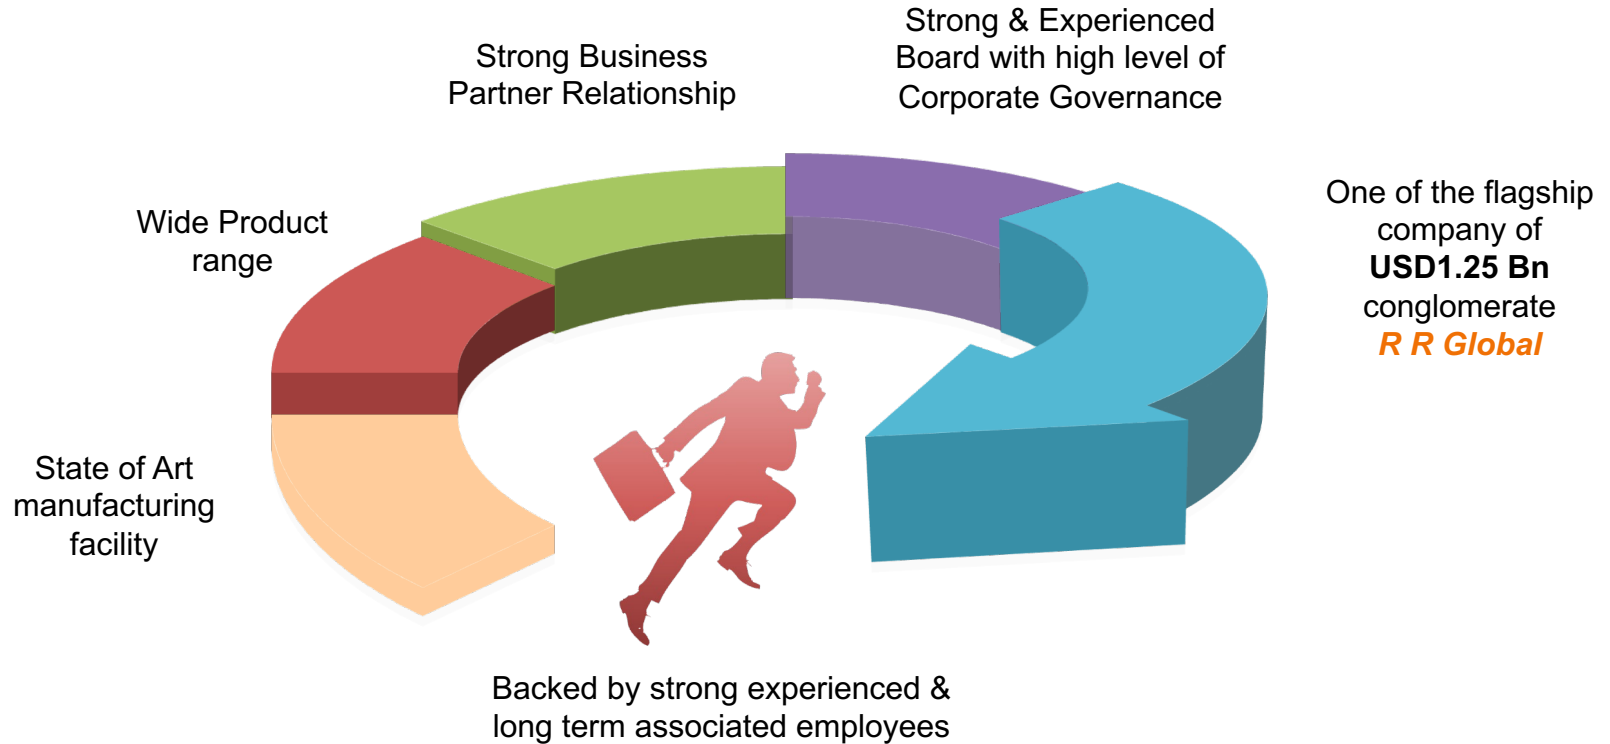 Strong & Experienced
Board with high level of
Corporate Governance
Strong Business
Partner Relationship
One of the flagship
company of
USD1.25 Bn
conglomerate
R R Global
Wide Product
range
State of Art
manufacturing
facility
Backed by strong experienced &
long term associated employees